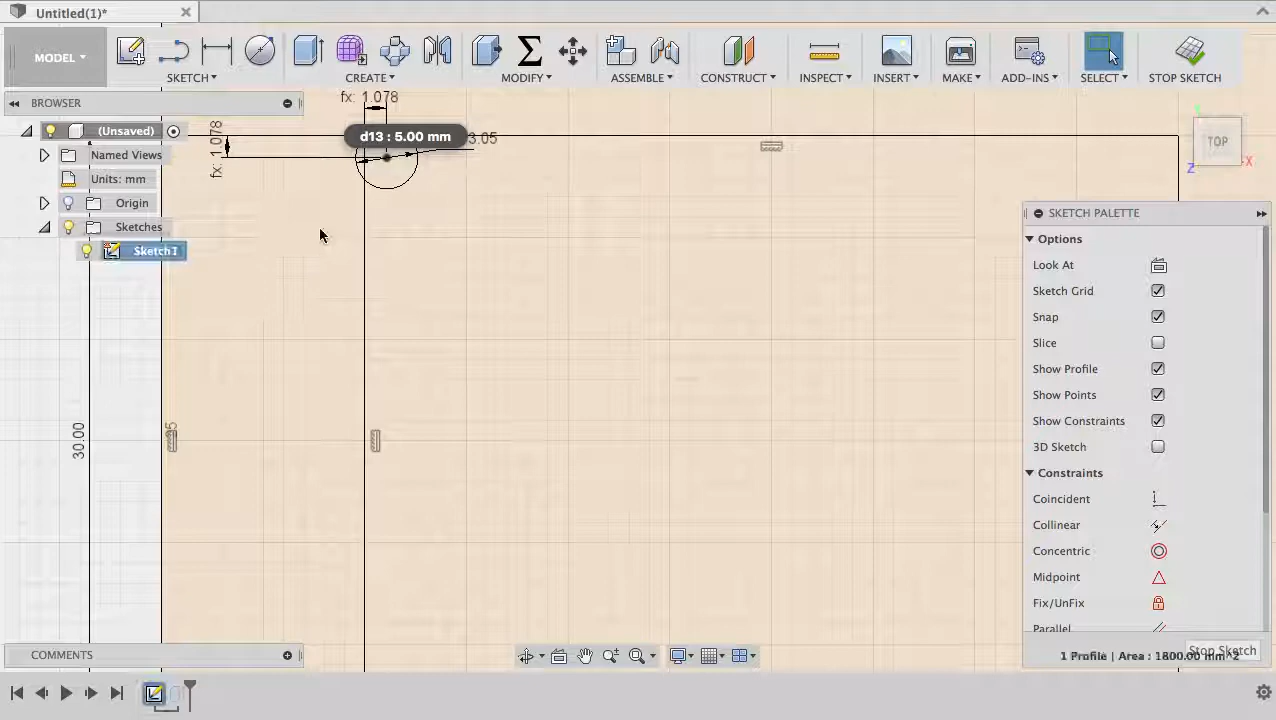 Untitled(1)*
MODEL
SKETCH
CREATE
MODIFY
ASSEMBLE
CONSTRUCT
INSPECT
INSERT
MAKE
ADD-INS
SELECT
STOP SKETCH
BROWSER
fx: 1.078
(Unsaved)
fx: 1.078
d13 : 5.00 mm
3.05
TOP
X
Z
Named Views
Units: mm
Origin
Sketches
Sketch1
SKETCH PALETTE
Options
Look At
Sketch Grid
Snap
Slice
Show Profile
Show Points
Show Constraints
3D Sketch
Constraints
Coincident
Collinear
Concentric
Midpoint
Fix/UnFix
Parallel
30.00
COMMENTS
Stop Sketch
1 Profile | Area : 1800.00 mm^2